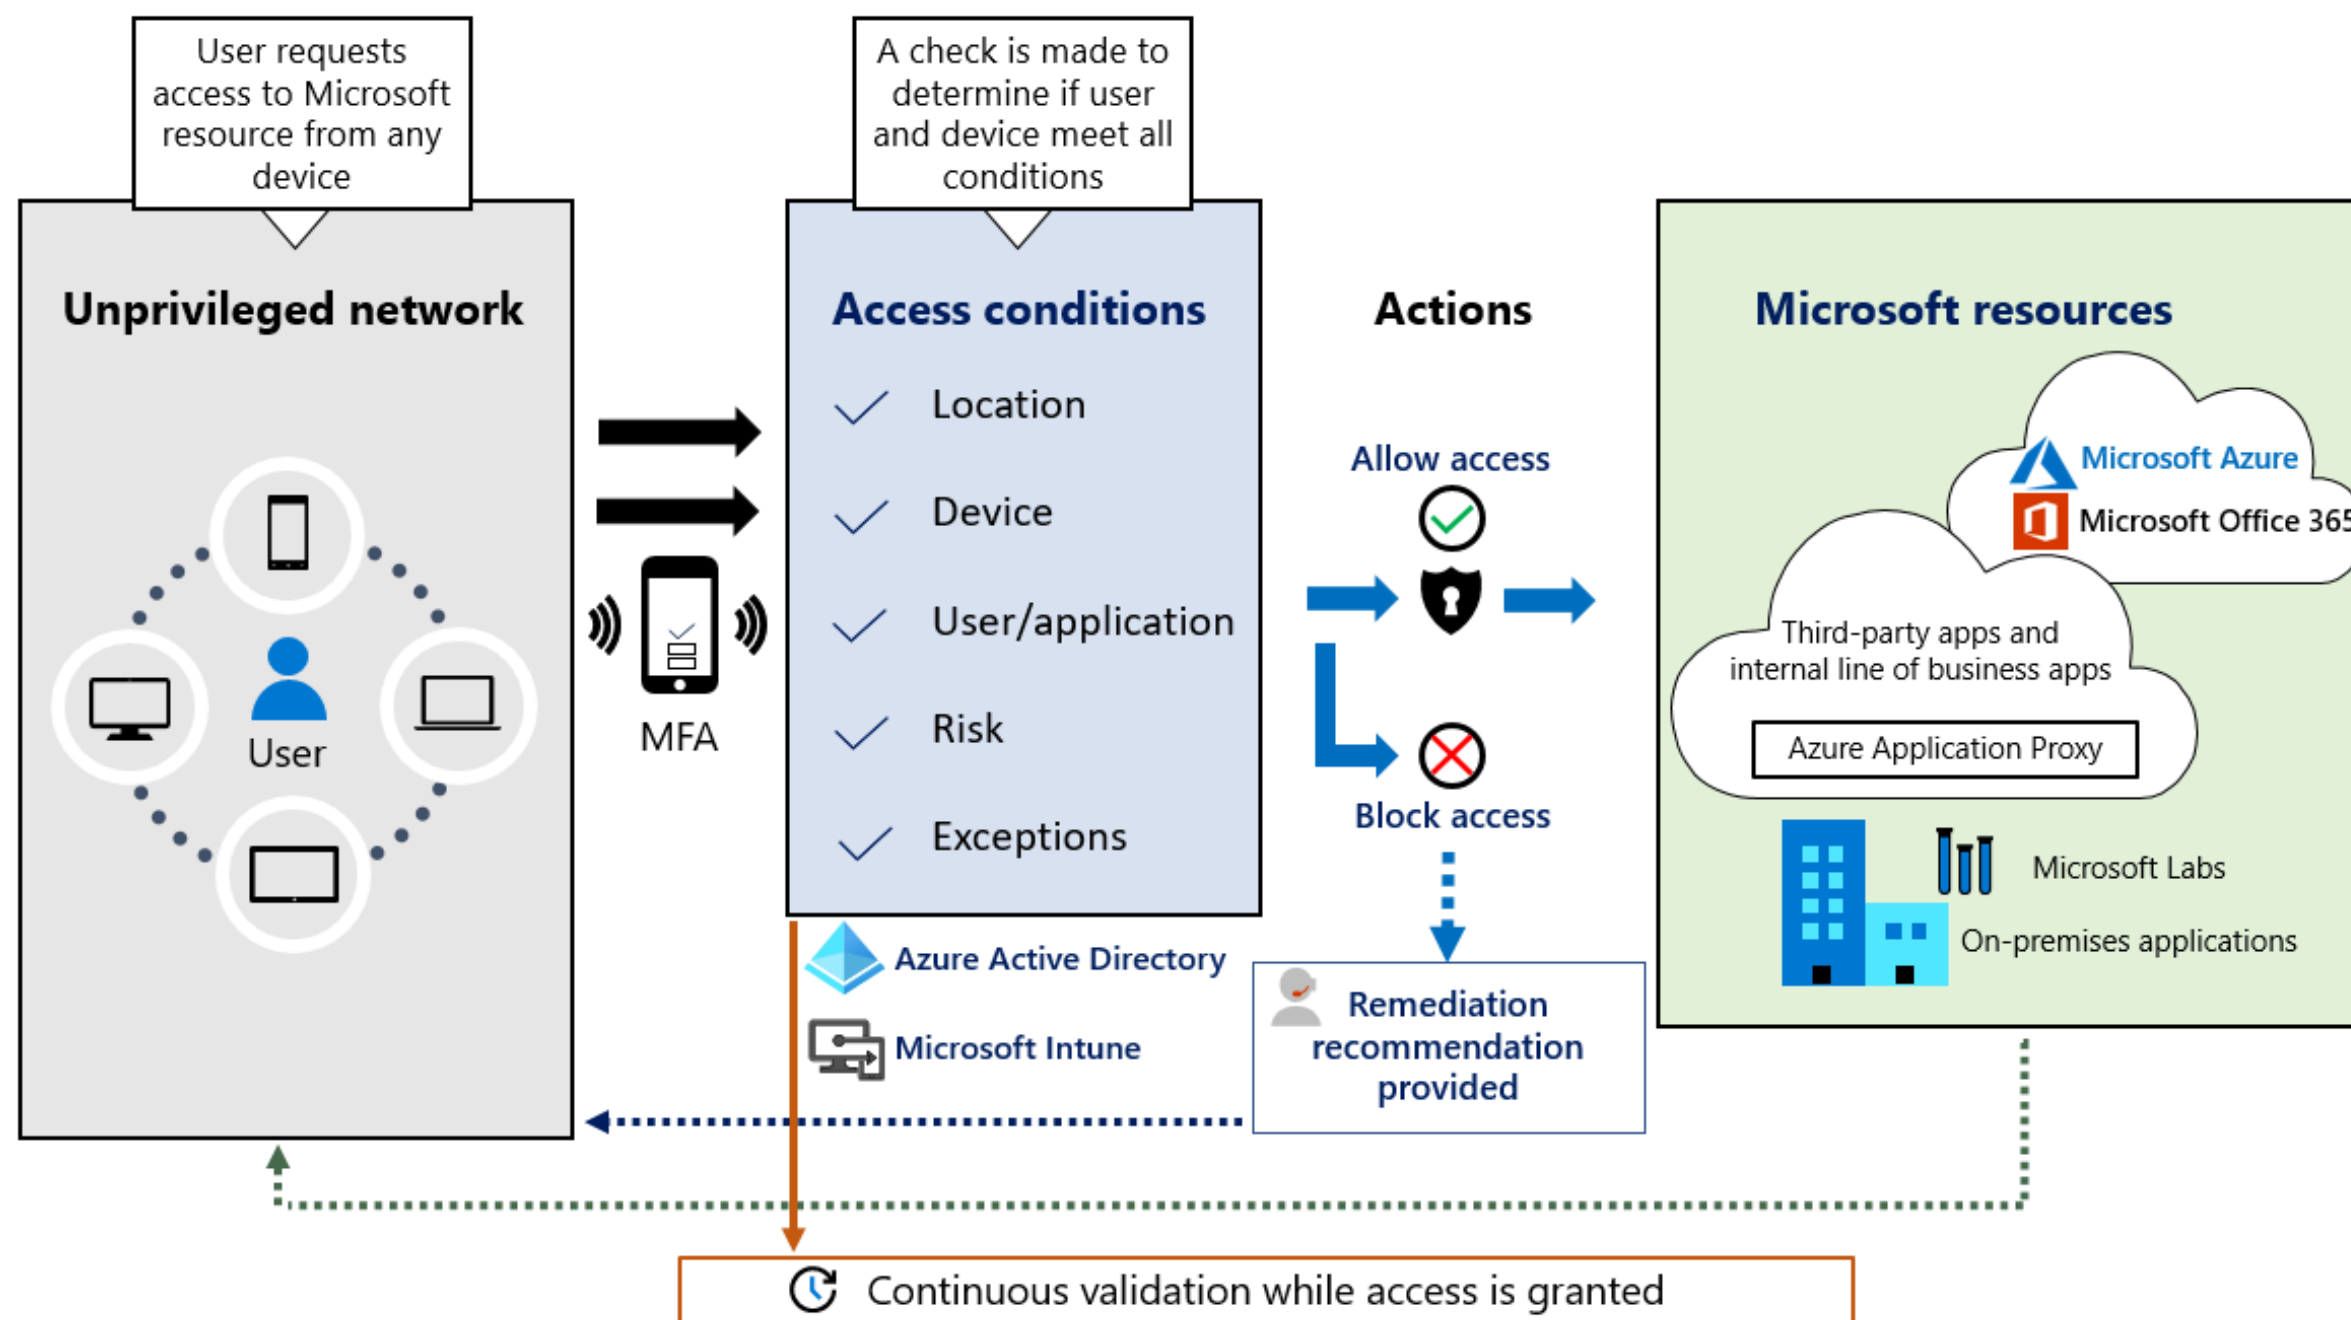 User requests
access to Microsoft
resource from any
device
A check is made to
determine if user
and device meet all
conditions
Unprivileged network
User
MFA
Access conditions
Location
Device
User/application
Risk
Exceptions
Azure Active Directory
Microsoft Intune
Actions
Allow access
Block access
Remediation
recommendation
provided
Microsoft resources
Microsoft Azure
Microsoft Office 365
Third-party apps and
internal line of business apps
Azure Application Proxy
Microsoft Labs
On-premises applications
Continuous validation while access is granted